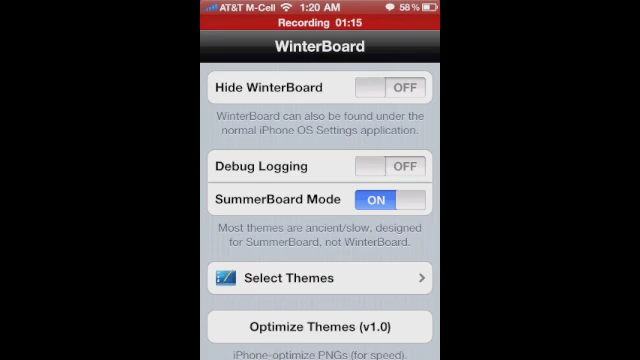 AT&T M-Cell 1:20 AM 58 %
Recording 01:15
WinterBoard
Hide WinterBoard OFF
WinterBoard can also be found under the
normal iPhone OS Settings application.
Debug Logging OFF
SummerBoard Mode ON
Most themes are ancient/slow, designed
for SummerBoard, not WinterBoard.
Select Themes
Optimize Themes (v1.0)
iPhone-optimize PNGs (for speed).